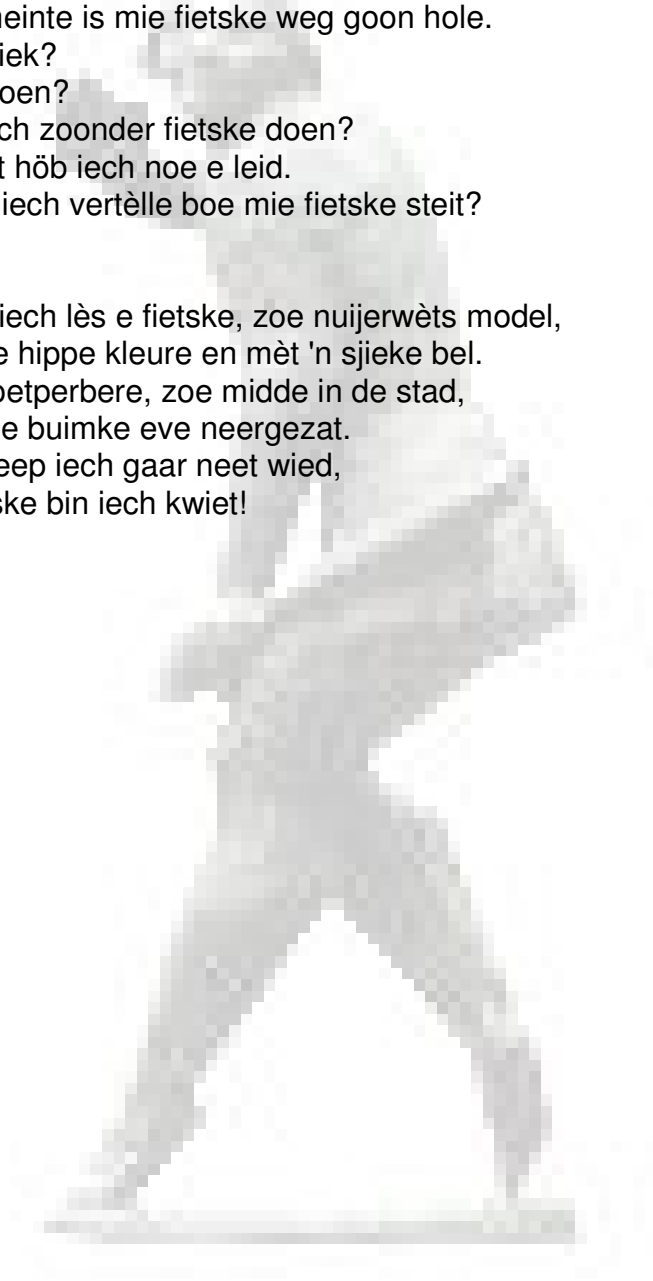 einte is mie fietske weg goon hole.
iek?
oen?
ch zoonder fietske doen?
t höb iech noe e leid.
iech vertèlle boe mie fietske steit?
iech lès e fietske, zoe nuijerwèts model,
e hippe kleure en mèt 'n sjieke bel.
oetperbere, zoe midde in de stad,
e buimke eve neergezat.
eep iech gaar neet wied,
ske bin iech kwiet!